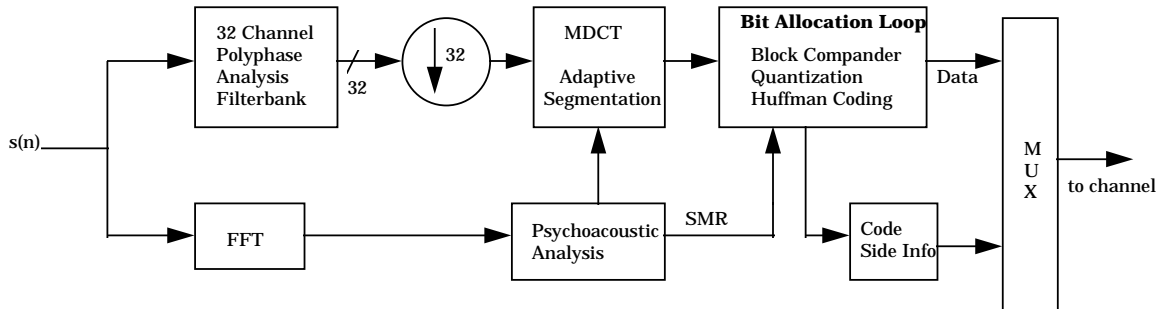 32 Channel
Polyphase
Analysis
Filterbank
32
32
MDCT
Adaptive
Segmentation
Bit Allocation Loop
Block Compander
Quantization
Huffman Coding
Data
s(n)
M
U
X
to channel
FFT
Psychoacoustic
Analysis
SMR
Code
Side Info